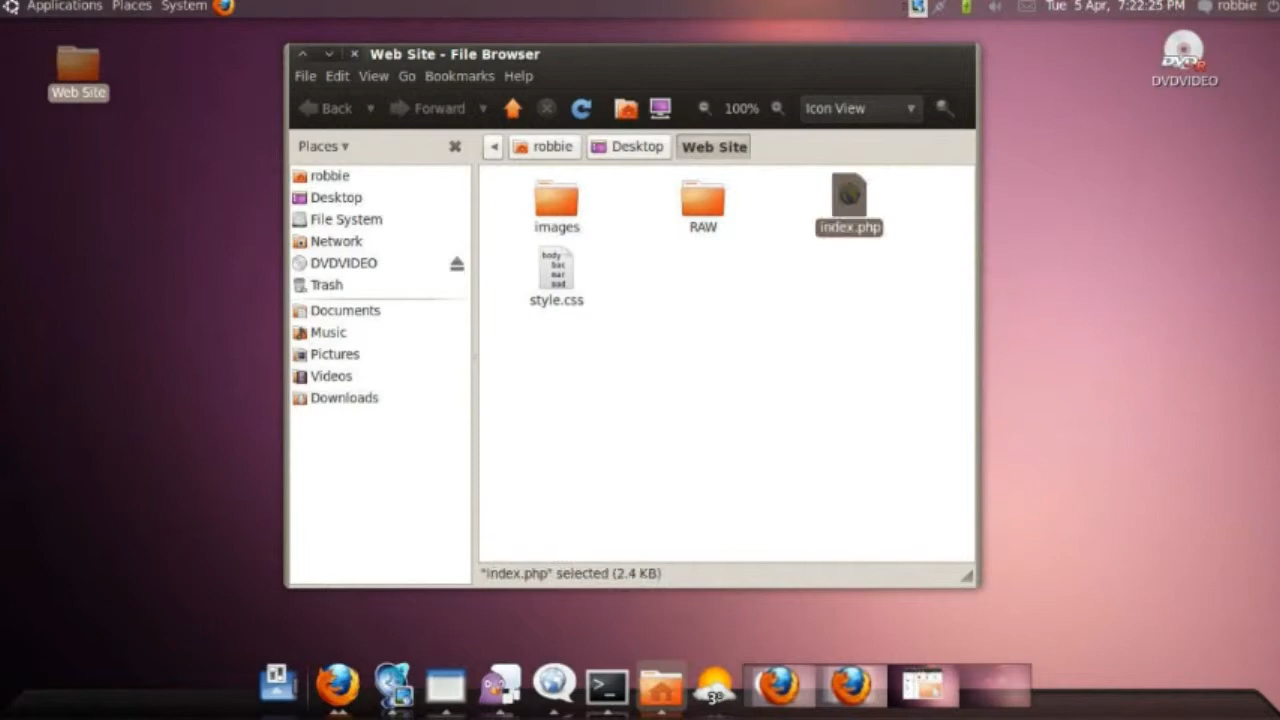 Applications Places System
Tue 5 Apr, 7:22:25 PM robbie
Web Site
DVDVIDEO
Web Site - File Browser
File Edit View Go Bookmarks Help
Back Forward 100% Icon View
Places
robbie Desktop Web Site
robbie
Desktop
File System
Network
DVDVIDEO
Trash
Documents
Music
Pictures
Videos
Downloads
images RAW index.php
body
style.css
"index.php" selected (2.4 KB)
3°